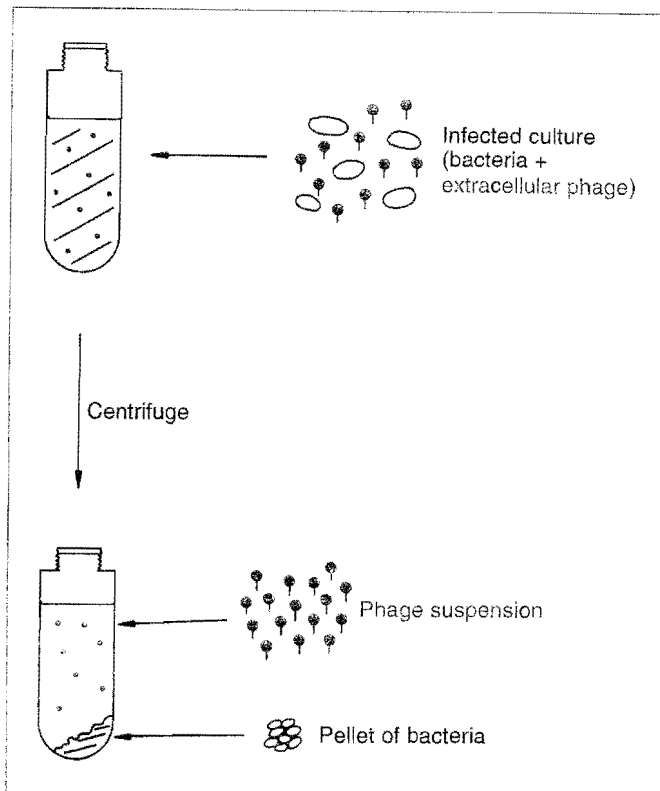 Infected culture
(bacteria +
extracellular phage)
Centrifuge
Phage suspension
Pellet of bacteria